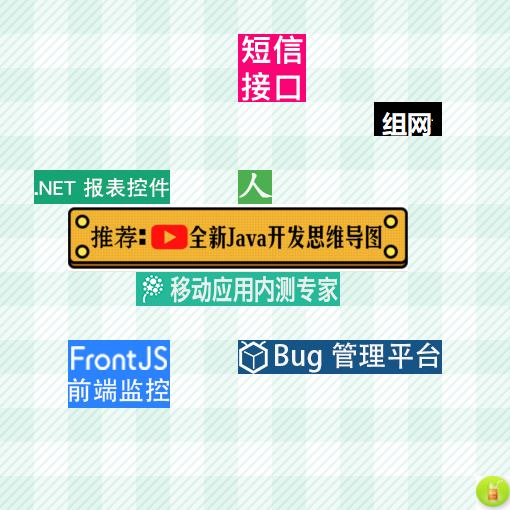 短信
接口
组网
.NET 报表控件
人
推荐:全新Java开发思维导图
移动应用内测专家
FrontJS
前端监控
Bug 管理平台